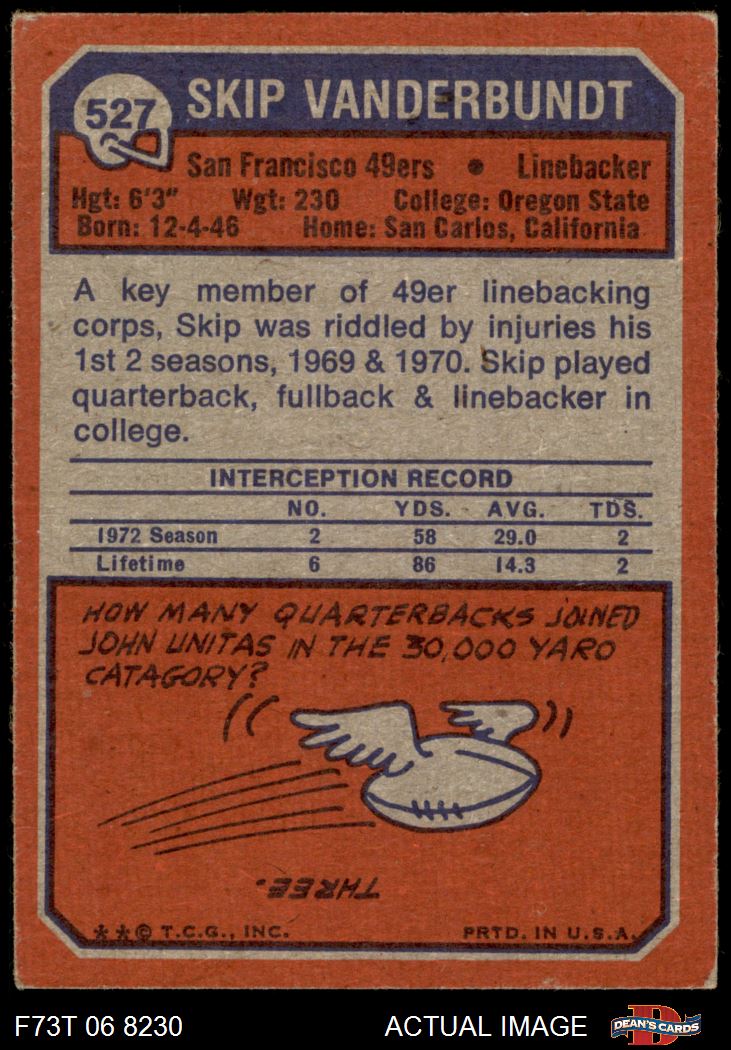 527
SKIP VANDERBUNDT
San Francisco 49ers • Linebacker
Hgt: 6'3" Wgt: 230 College: Oregon State
Born: 12-4-46 Home: San Carlos, California
A key member of 49er linebacking
corps, Skip was riddled by injuries his
1st 2 seasons, 1969 & 1970. Skip played
quarterback, fullback & linebacker in
college.
INTERCEPTION RECORD
NO. YDS. AVG. TDS.
1972 Season 2 58 29.0 2
Lifetime 6 86 14.3 2
HOW MANY QUARTERBACKS JOINED
JOHN UNITAS IN THE 30,000 YARD
CATAGORY?
THREE.
**© T.C.G., INC. PRTD. IN U.S.A.
F73T 06 8230 ACTUAL IMAGE
D
DEAN'S CARDS